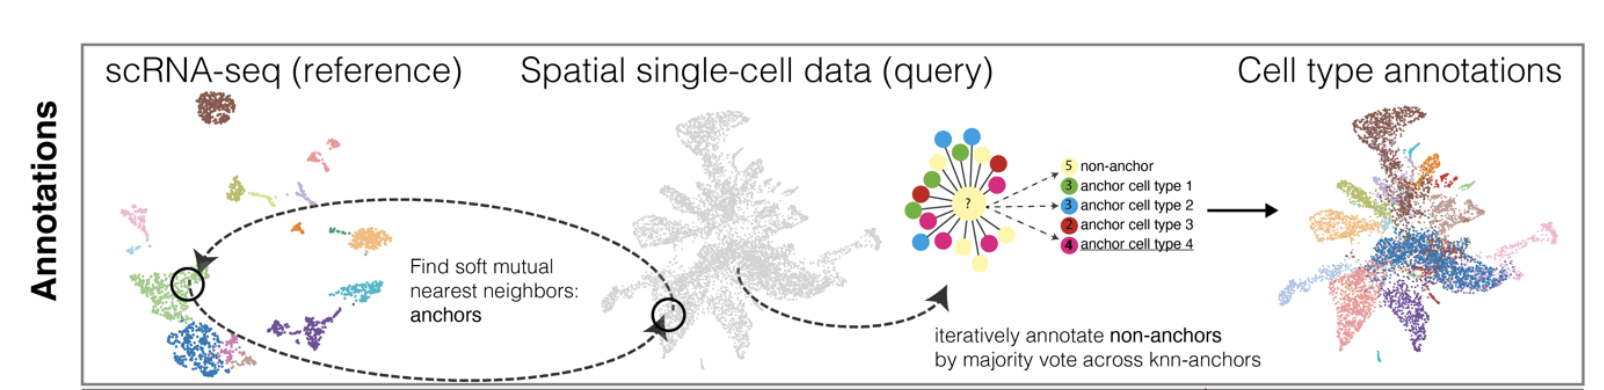 Annotations
scRNA-seq (reference)
Spatial single-cell data (query)
Cell type annotations
Find soft mutual
nearest neighbors:
anchors
?
5 non-anchor
3 anchor cell type 1
3 anchor cell type 2
2 anchor cell type 3
4 anchor cell type 4
iteratively annotate non-anchors
by majority vote across knn-anchors